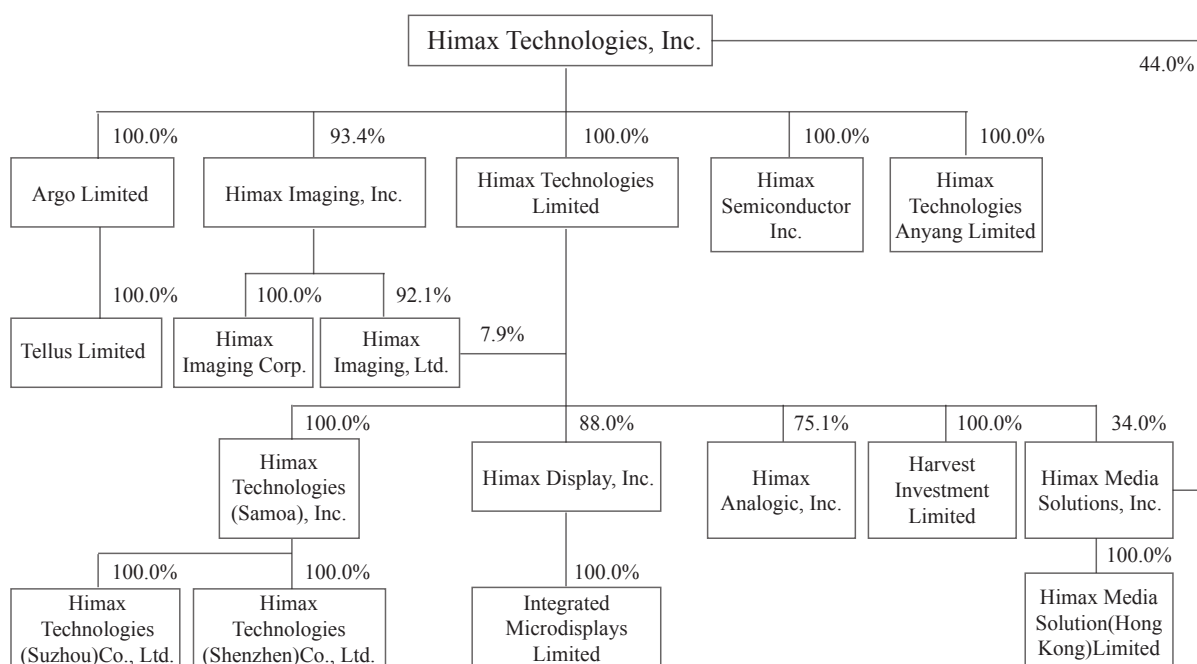 Himax Technologies, Inc.
44.0%
100.0%
93.4%
100.0%
100.0%
100.0%
Argo Limited
Himax Imaging, Inc.
Himax Technologies
Limited
Himax
Semiconductor
Inc.
Himax
Technologies
Anyang Limited
100.0%
100.0%
92.1%
Tellus Limited
Himax
Imaging Corp.
Himax
Imaging, Ltd.
7.9%
100.0%
88.0%
75.1%
100.0%
34.0%
Himax
Technologies
(Samoa), Inc.
Himax Display, Inc.
Himax
Analogic, Inc.
Harvest
Investment
Limited
Himax Media
Solutions, Inc.
100.0%
100.0%
100.0%
100.0%
Himax
Technologies
(Suzhou)Co., Ltd.
Himax
Technologies
(Shenzhen)Co., Ltd.
Integrated
Microdisplays
Limited
Himax Media
Solution(Hong
Kong)Limited